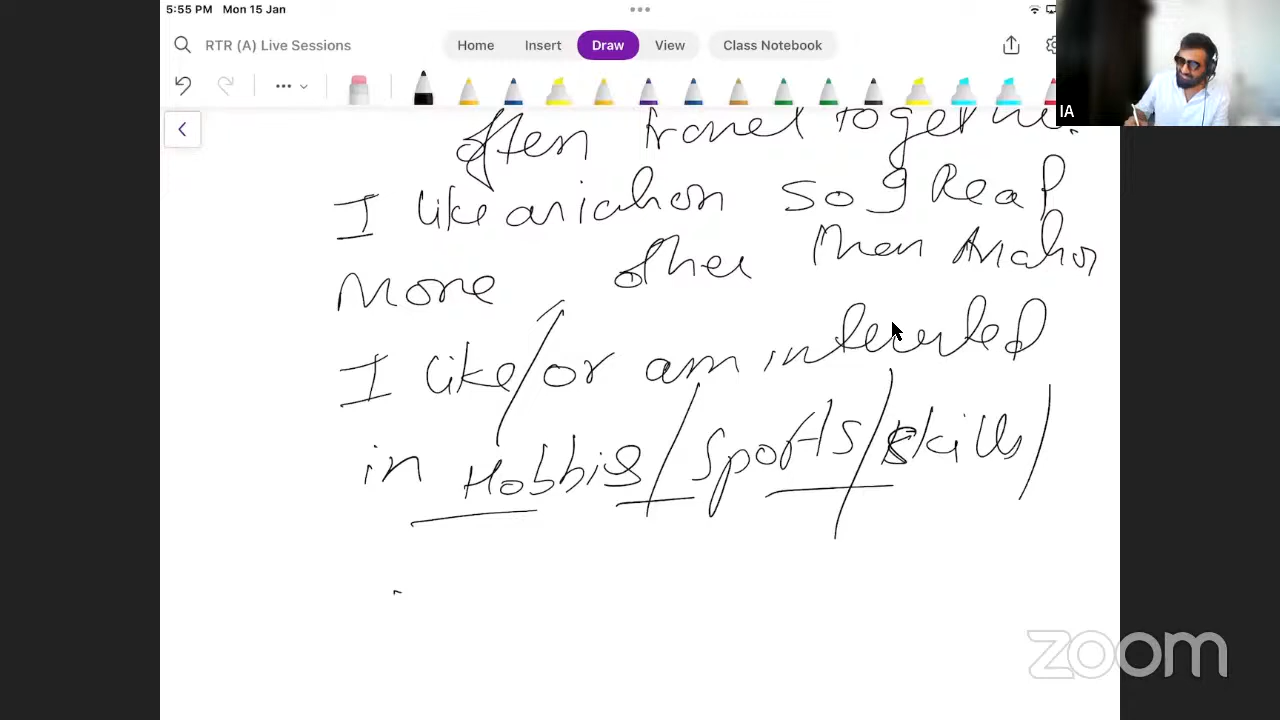 5:55 PM Mon 15 Jan
RTR (A) Live Sessions
Home Insert Draw View Class Notebook
IA
often travel together
I like aviation so I Read
More other than Aviation
I like/or am interested
in Hobbies/Sports/skills/
zoom